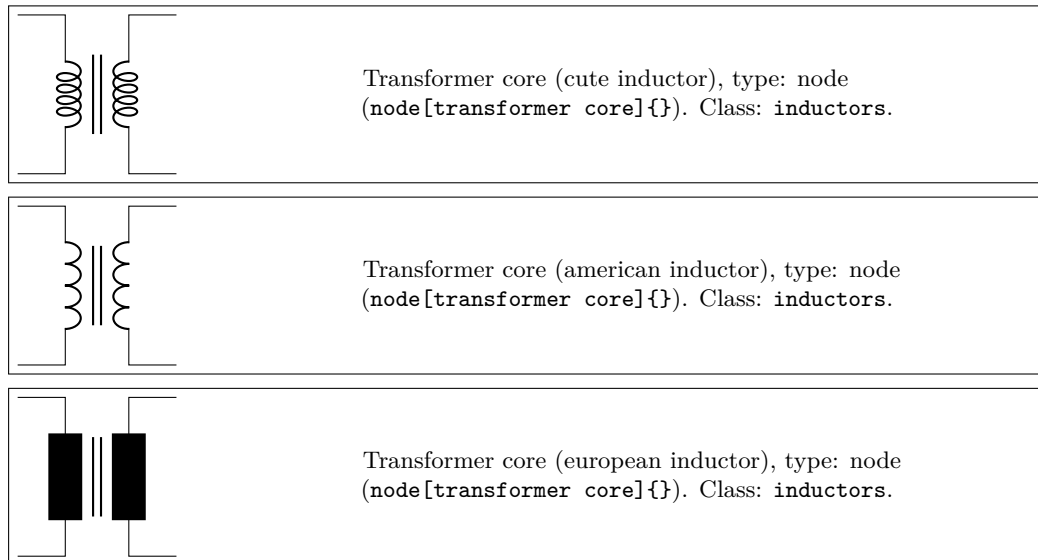 Transformer core (cute inductor), type: node
(node[transformer core]{}). Class: inductors.
Transformer core (american inductor), type: node
(node[transformer core]{}). Class: inductors.
Transformer core (european inductor), type: node
(node[transformer core]{}). Class: inductors.